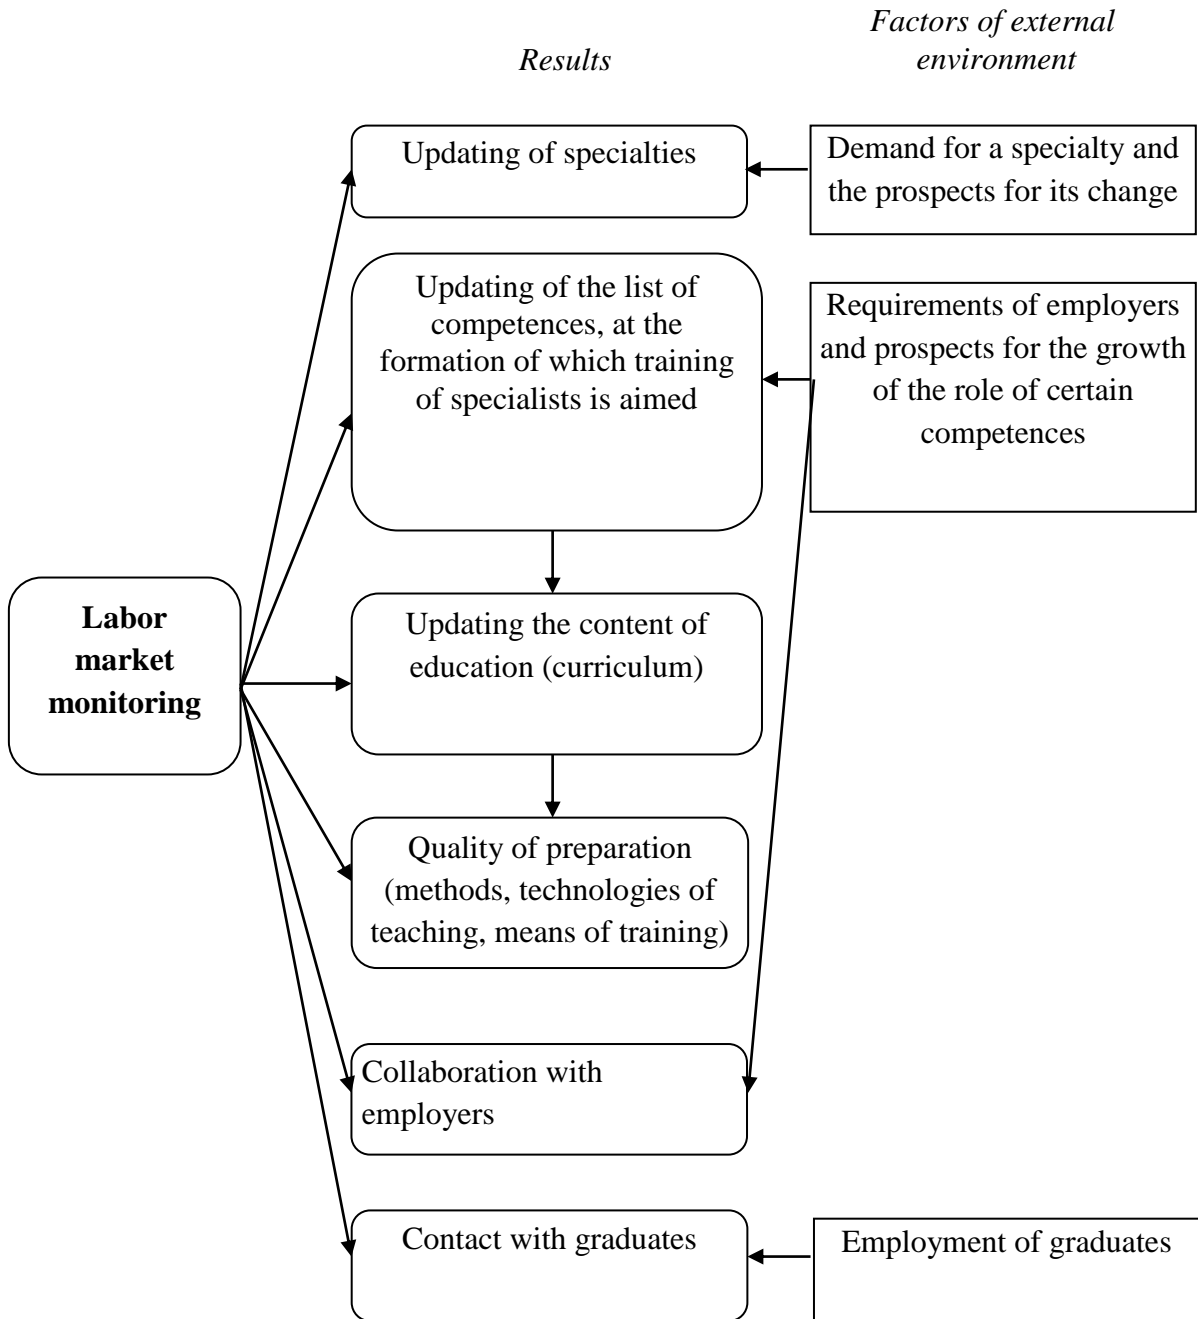 Factors of external
environment
Results
Updating of specialties
Demand for a specialty and
the prospects for its change
Updating of the list of
competences, at the
formation of which training
of specialists is aimed
Requirements of employers
and prospects for the growth
of the role of certain
competences
Labor
market
monitoring
Updating the content of
education (curriculum)
Quality of preparation
(methods, technologies of
teaching, means of training)
Collaboration with
employers
Contact with graduates
Employment of graduates